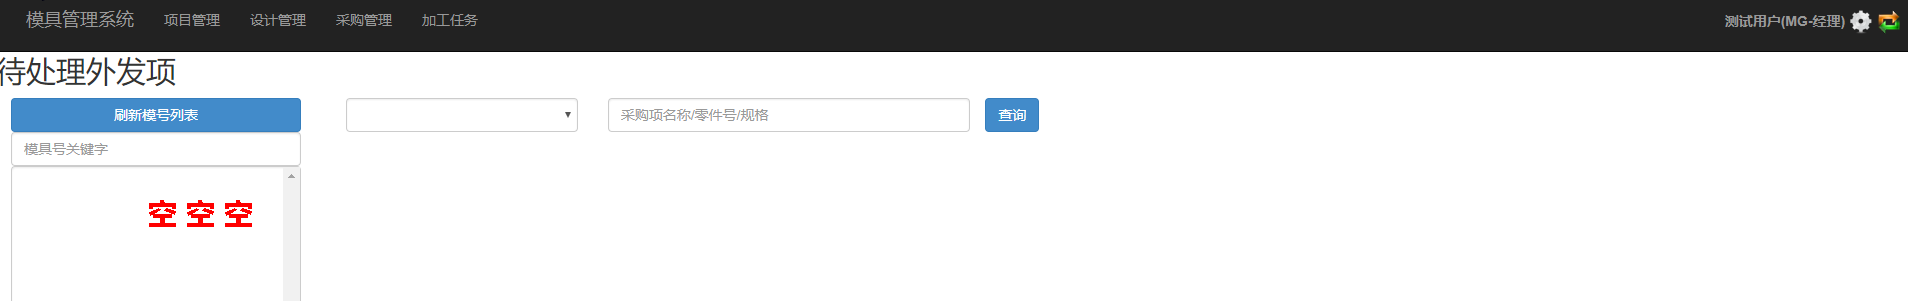 模具管理系统 项目管理 设计管理 采购管理 加工任务 测试用户(MG-经理)
待处理外发项
刷新模号列表 采购项名称/零件号/规格 查询
模具号关键字
空空空